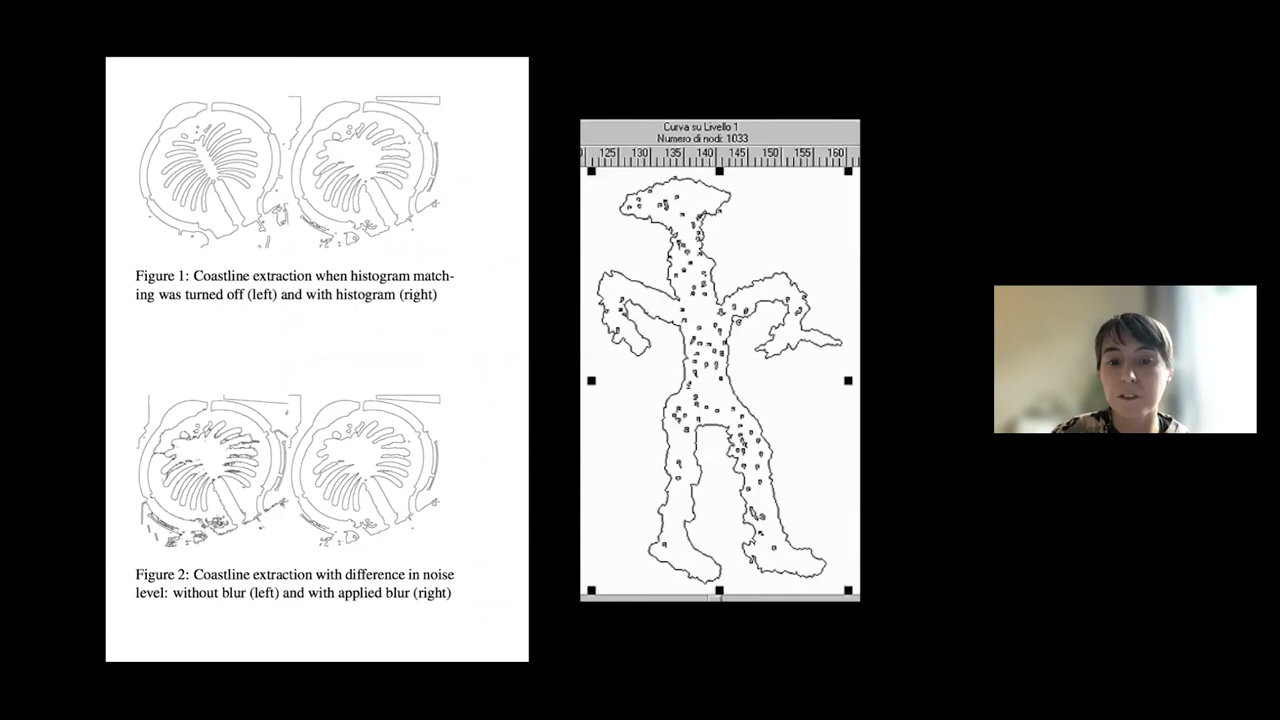 Figure 1: Coastline extraction when histogram match-
ing was turned off (left) and with histogram (right)
Figure 2: Coastline extraction with difference in noise
level: without blur (left) and with applied blur (right)
Curva su Livello 1
Numero di nodi: 1033
125 130 135 140 145 150 155 160